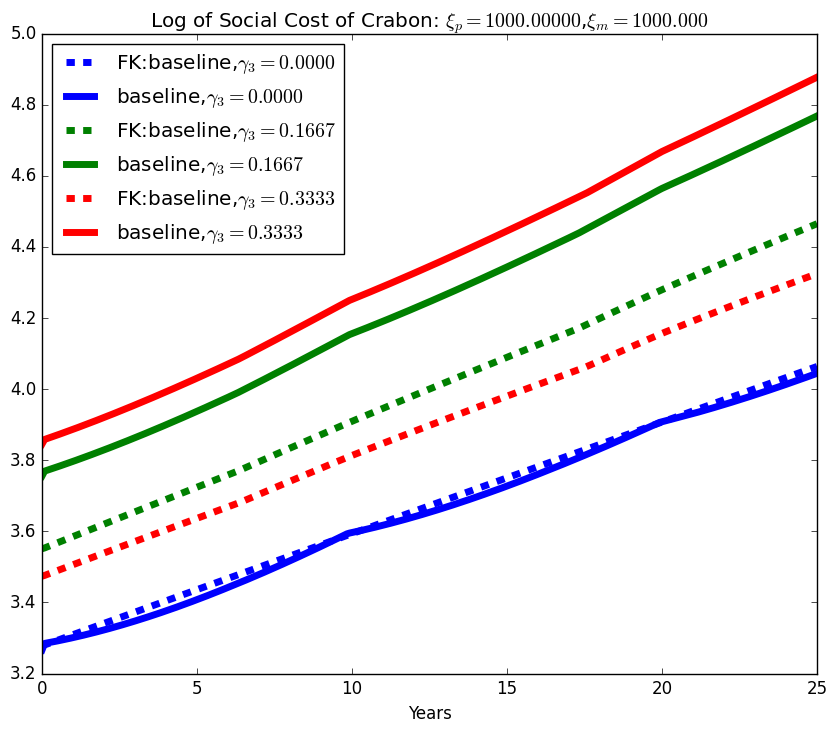 Log of Social Cost of Crabon: ξₚ = 1000.00000,ξₘ = 1000.000
5.0
4.8
4.6
4.4
4.2
4.0
3.8
3.6
3.4
3.2
FK:baseline,γ₃ = 0.0000
baseline,γ₃ = 0.0000
FK:baseline,γ₃ = 0.1667
baseline,γ₃ = 0.1667
FK:baseline,γ₃ = 0.3333
baseline,γ₃ = 0.3333
0 5 10 15 20 25
Years